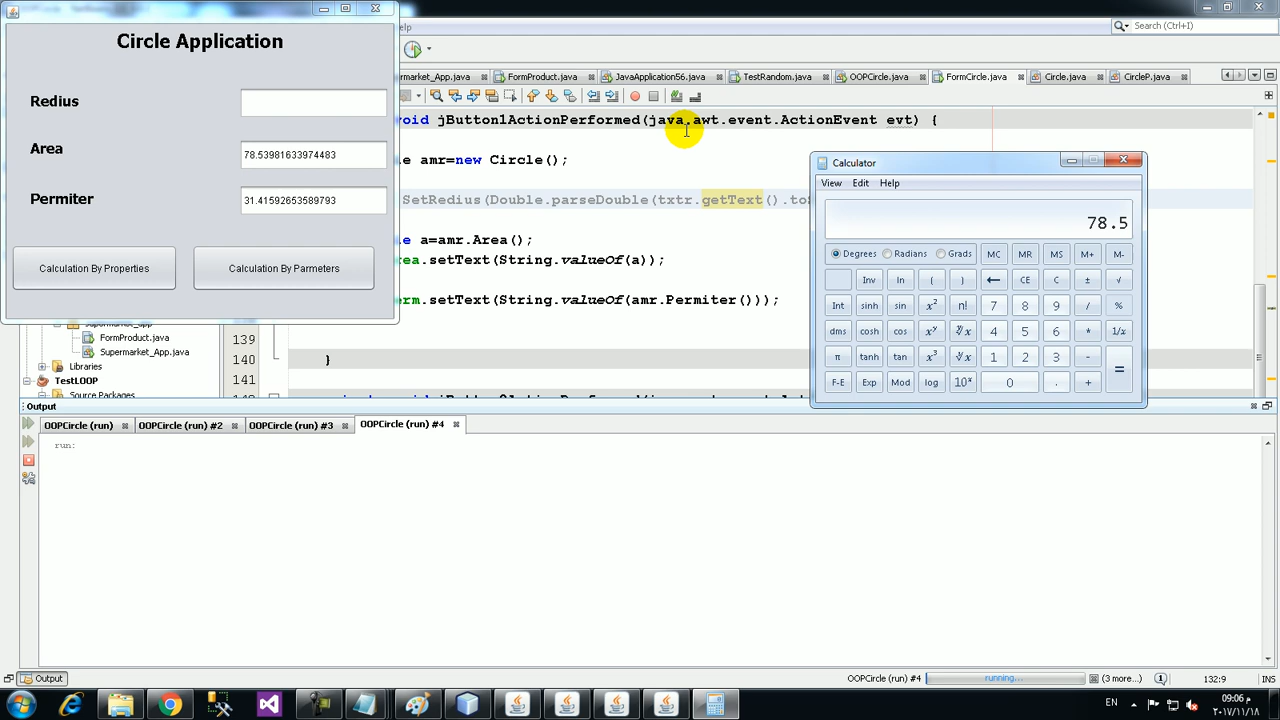 Circle Application
Redius
Area
78.53981633974483
Permiter
31.41592653589793
Calculation By Properties
Calculation By Parmeters
Search (Ctrl+I)
FormProduct.java
JavaApplication56.java
TestRandom.java
OOPCircle.java
FormCircle.java
Circle.java
CircleP.java
jButton1ActionPerformed(java.awt.event.ActionEvent evt) {
amr=new Circle();
SetRedius(Double.parseDouble(txtr.getText()
a=amr.Area();
.setText(String.valueOf(a));
.setText(String.valueOf(amr.Permiter()));
139
140 }
141
FormProduct.java
Supermarket_App.java
Libraries
TestLOOP
Source Packages
Calculator
View Edit Help
78.5
Degrees Radians Grads MC MR MS M+ M-
Inv ln ( ) ← CE C ± √
Int sinh sin x² n! 7 8 9 / %
dms cosh cos xʸ ʸ√x 4 5 6 * 1/x
π tanh tan x³ ³√x 1 2 3 - =
F-E Exp Mod log 10ˣ 0 . +
Output
OOPCircle (run)
OOPCircle (run) #2
OOPCircle (run) #3
OOPCircle (run) #4
run:
Output
OOPCircle (run) #4
running...
(3 more...)
132:9
INS
EN
09:06 م
٢٠١٧/١١/١٨